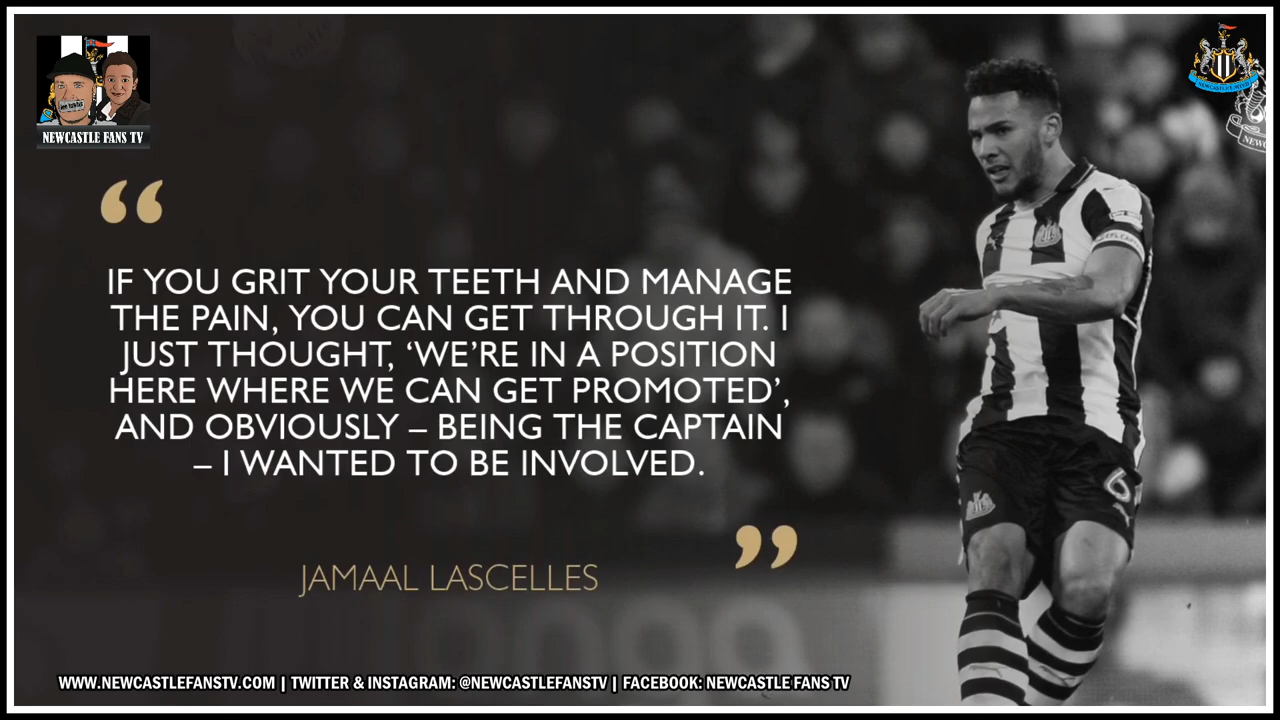 NEWCASTLE FANS TV
“
IF YOU GRIT YOUR TEETH AND MANAGE
THE PAIN, YOU CAN GET THROUGH IT. I
JUST THOUGHT, ‘WE’RE IN A POSITION
HERE WHERE WE CAN GET PROMOTED’,
AND OBVIOUSLY – BEING THE CAPTAIN
– I WANTED TO BE INVOLVED.
”
JAMAAL LASCELLES
6
WWW.NEWCASTLEFANSTV.COM | TWITTER & INSTAGRAM: @NEWCASTLEFANSTV | FACEBOOK: NEWCASTLE FANS TV